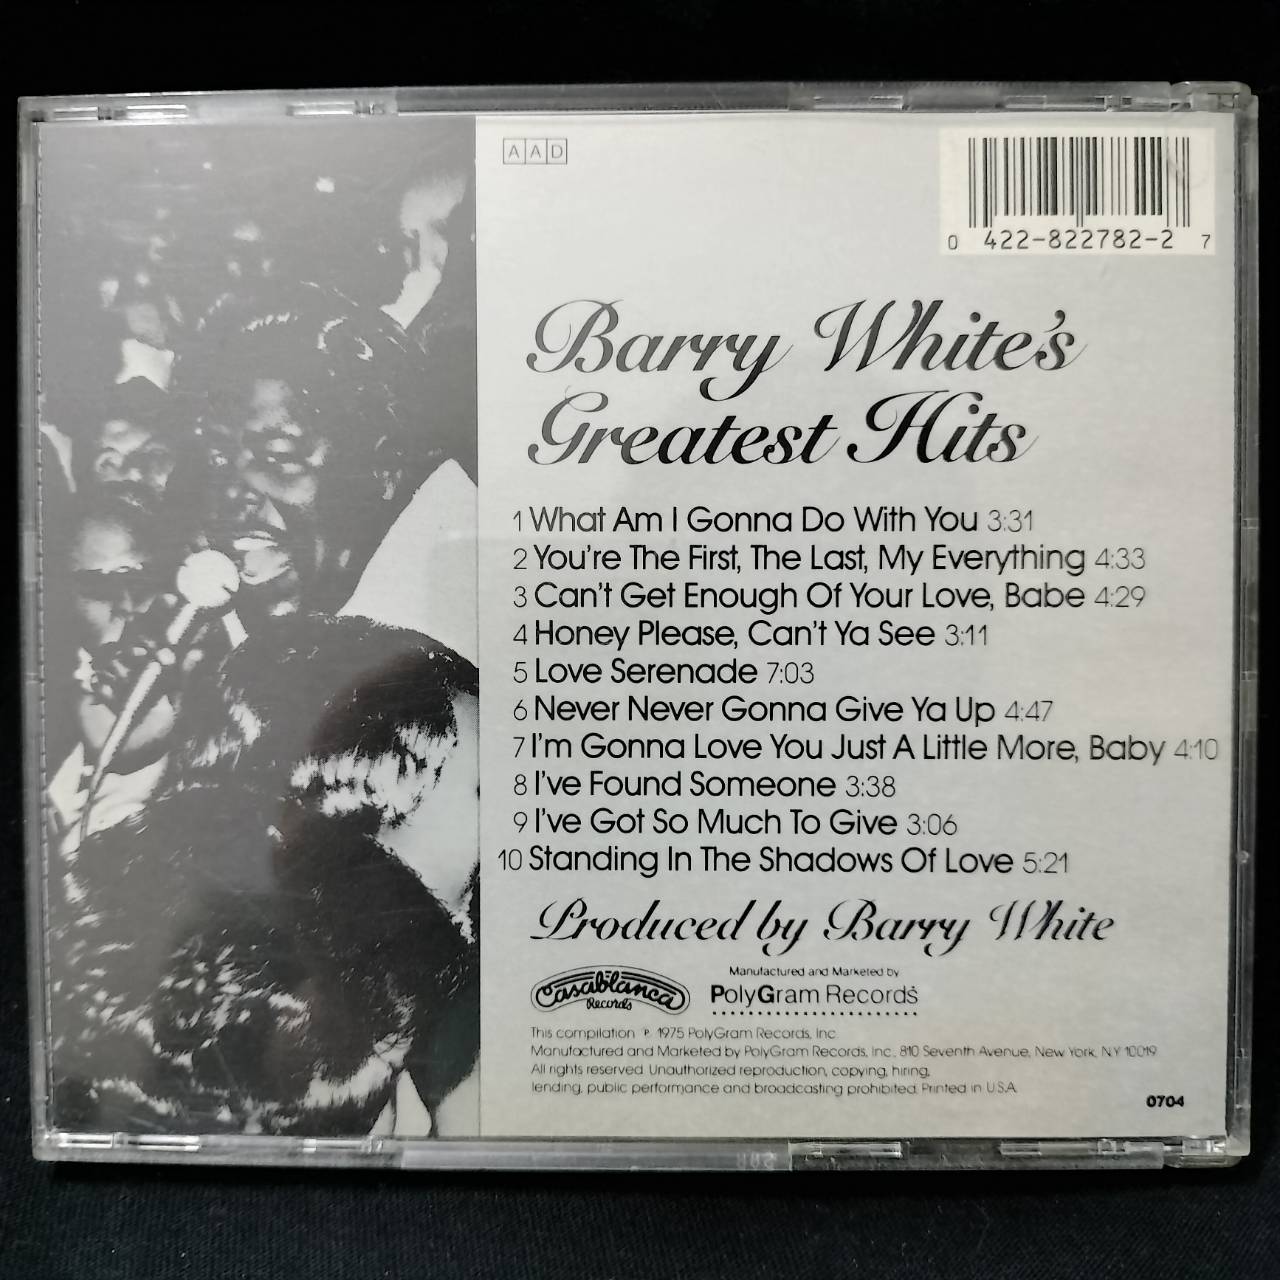 AAD
0 422-822782-2 7
Barry White's
Greatest Hits
1 What Am I Gonna Do With You 3:31
2 You're The First, The Last, My Everything 4:33
3 Can't Get Enough Of Your Love, Babe 4:29
4 Honey Please, Can't Ya See 3:11
5 Love Serenade 7:03
6 Never Never Gonna Give Ya Up 4:47
7 I'm Gonna Love You Just A Little More, Baby 4:10
8 I've Found Someone 3:38
9 I've Got So Much To Give 3:06
10 Standing In The Shadows Of Love 5:21
Produced by Barry White
Casablanca
Records
Manufactured and Marketed by
PolyGram Records
This compilation ℗ 1975 PolyGram Records, Inc
Manufactured and Marketed by PolyGram Records, Inc., 810 Seventh Avenue, New York, NY 10019
All rights reserved. Unauthorized reproduction, copying, hiring,
lending, public performance and broadcasting prohibited. Printed in U.S.A.
0704